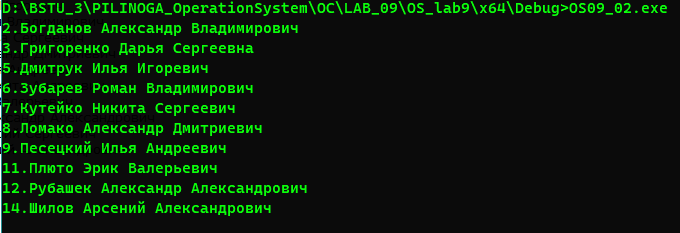 D:\BSTU_3\PILINOGA_OperationSystem\OC\LAB_09\OS_lab9\x64\Debug>OS09_02.exe
2.Богданов Александр Владимирович
3.Григоренко Дарья Сергеевна
5.Дмитрук Илья Игоревич
6.Зубарев Роман Владимирович
7.Кутейко Никита Сергеевич
8.Ломако Александр Дмитриевич
9.Песецкий Илья Андреевич
11.Плюто Эрик Валерьевич
12.Рубашек Александр Александрович
14.Шилов Арсений Александрович